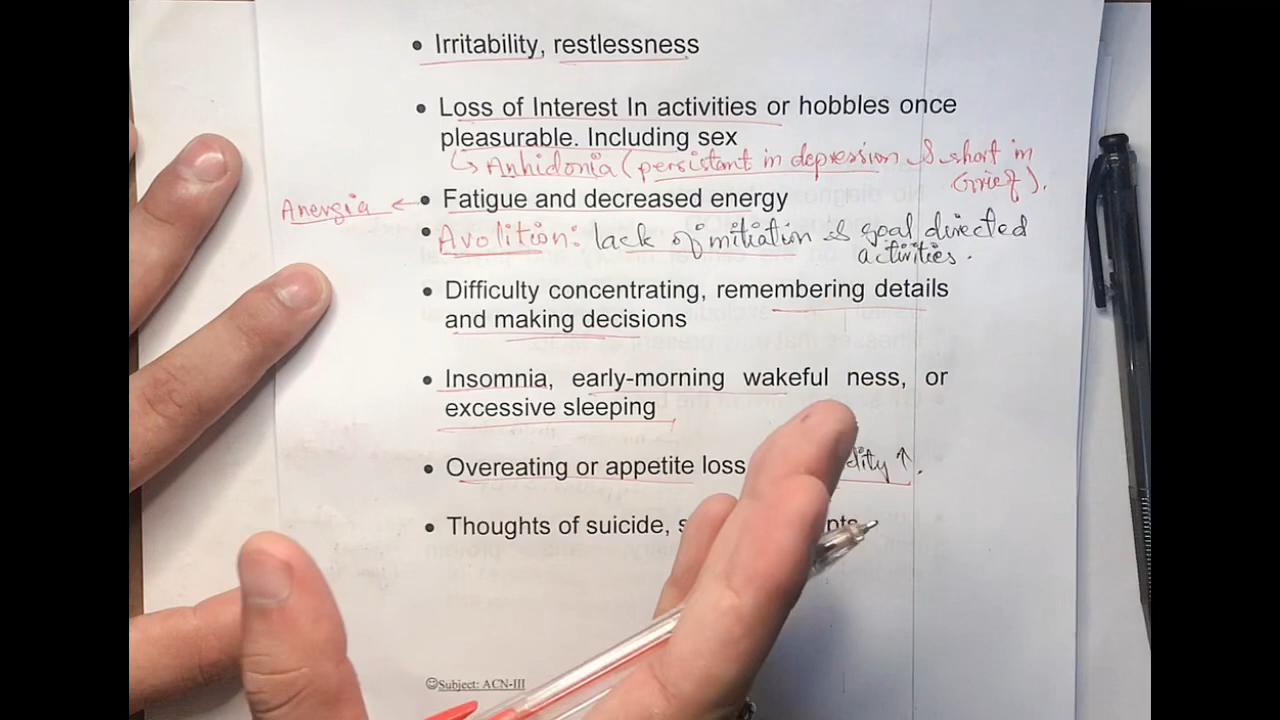 • Irritability, restlessness
• Loss of Interest In activities or hobbles once
pleasurable. Including sex
↳ Anhidonia (persistant in depression & short in
Grief).
Anergia ← • Fatigue and decreased energy
• Avolition: lack of initiation is goal directed
activities.
• Difficulty concentrating, remembering details
and making decisions
• Insomnia, early-morning wakeful ness, or
excessive sleeping
• Overeating or appetite loss ↑.
• Thoughts of suicide,
☺Subject: ACN-III